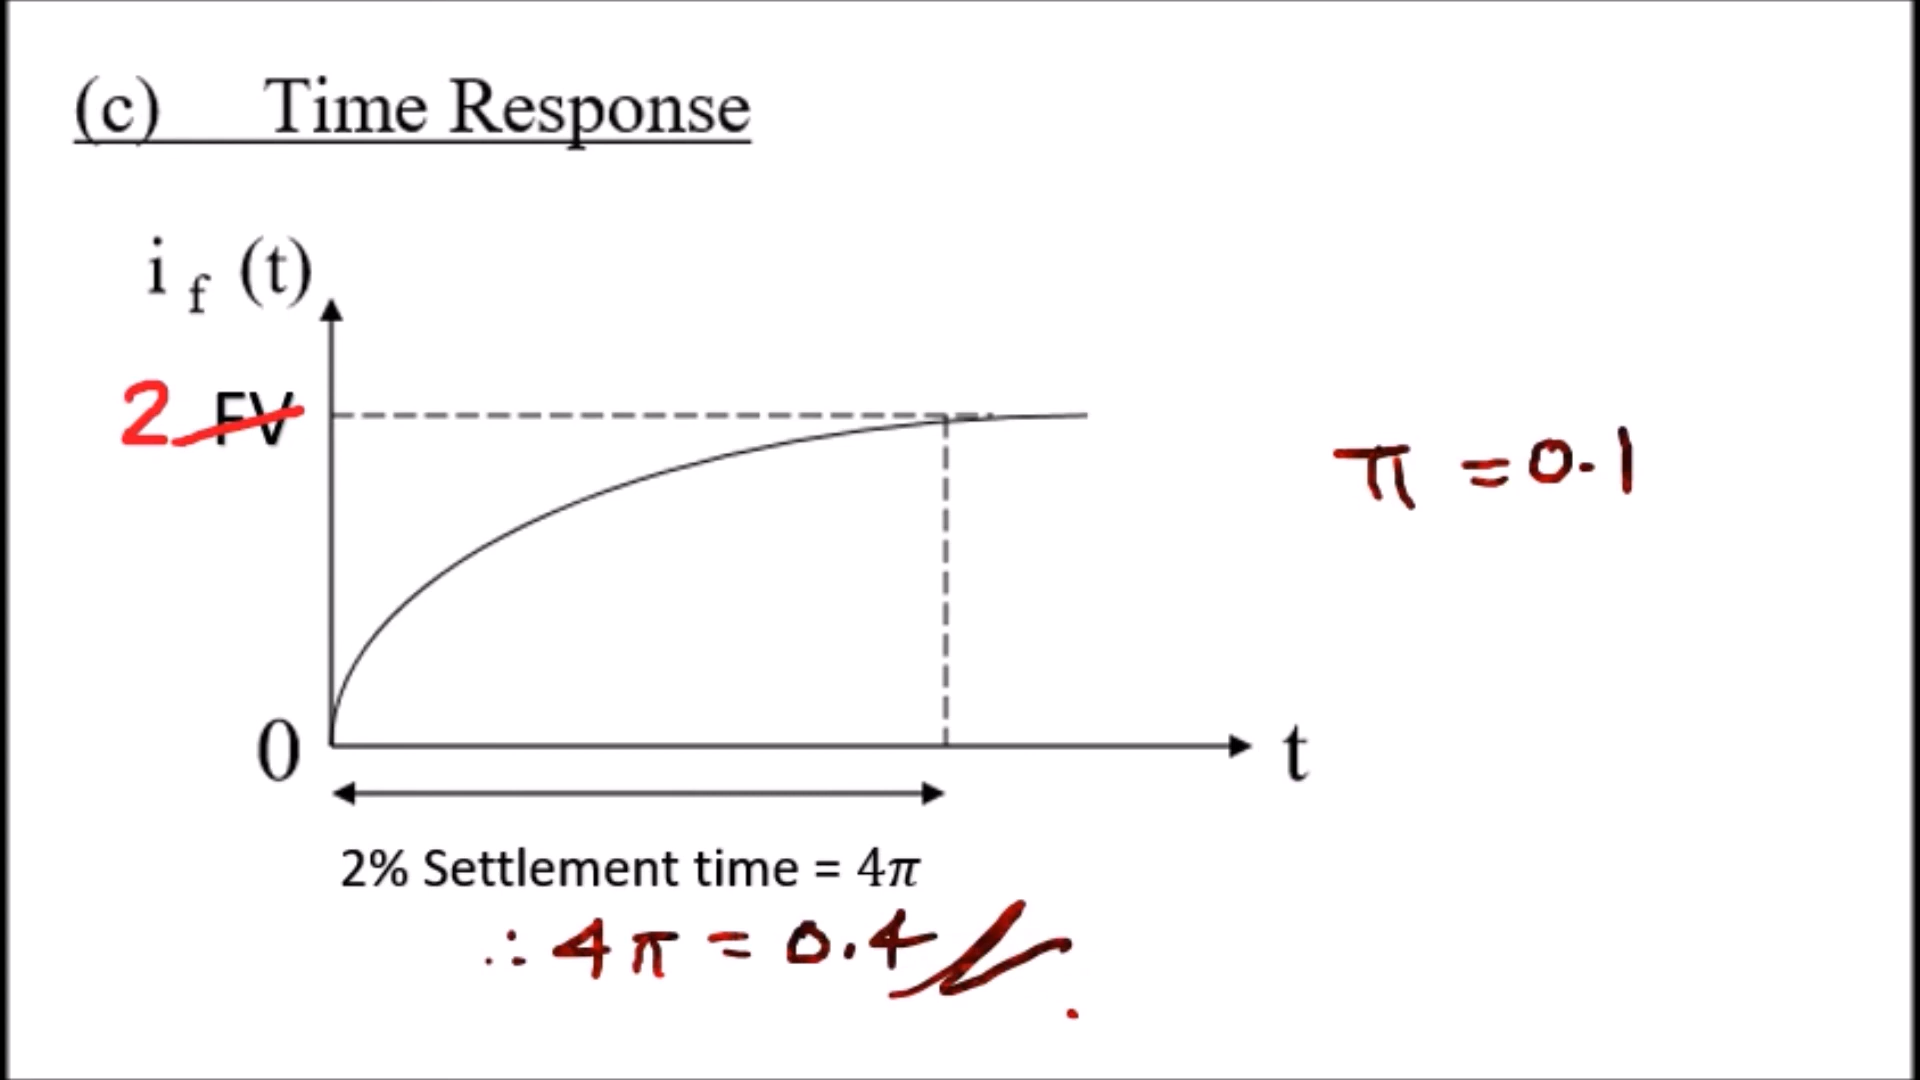 (c) Time Response
i f (t)
2 FV
π = 0.1
0
t
2% Settlement time = 4π
∴ 4π = 0.4